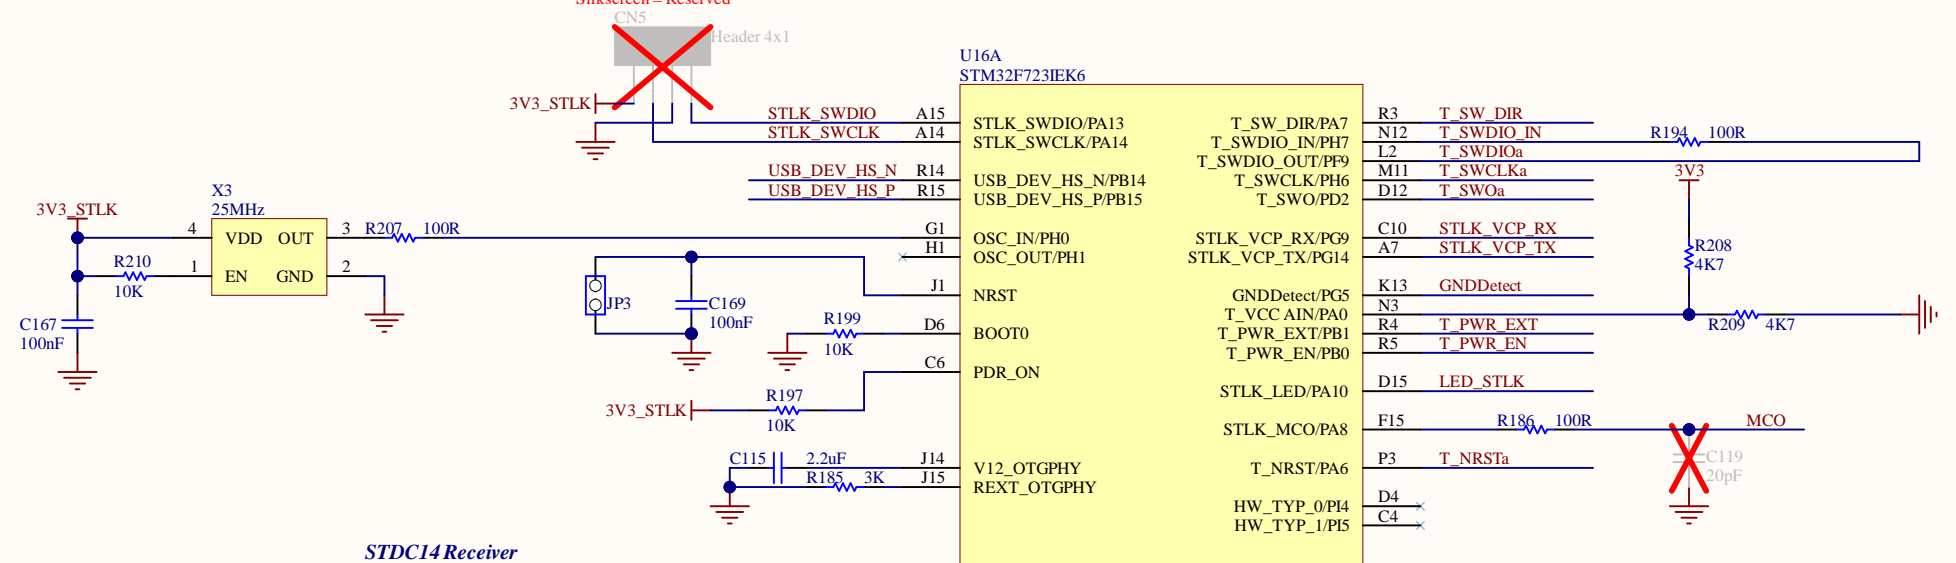 Silkscreen = Reserved
CN5
Header 4x1
3V3_STLK
U16A
STM32F723IEK6
STLK_SWDIO A15 STLK_SWDIO/PA13
STLK_SWCLK A14 STLK_SWCLK/PA14
USB_DEV_HS_N R14 USB_DEV_HS_N/PB14
USB_DEV_HS_P R15 USB_DEV_HS_P/PB15
G1 OSC_IN/PH0
H1 OSC_OUT/PH1
J1 NRST
D6 BOOT0
C6 PDR_ON
J14 V12_OTGPHY
J15 REXT_OTGPHY
T_SW_DIR/PA7 R3 T_SW_DIR
T_SWDIO_IN/PH7 N12 T_SWDIO_IN R194 100R
T_SWDIO_OUT/PF9 L2 T_SWDIOa
T_SWCLK/PH6 M11 T_SWCLKa
T_SWO/PD2 D12 T_SWOa
STLK_VCP_RX/PG9 C10 STLK_VCP_RX
STLK_VCP_TX/PG14 A7 STLK_VCP_TX
GNDDetect/PG5 K13 GNDDetect
T_VCC AIN/PA0 N3
T_PWR_EXT/PB1 R4 T_PWR_EXT
T_PWR_EN/PB0 R5 T_PWR_EN
STLK_LED/PA10 D15 LED_STLK
STLK_MCO/PA8 F15 R186 100R MCO
T_NRST/PA6 P3 T_NRSTa
HW_TYP_0/PI4 D4
HW_TYP_1/PI5 C4
3V3
R208
4K7
R209 4K7
C119
20pF
X3
25MHz
3V3_STLK
4 VDD OUT 3 R207 100R
R210
10K
1 EN GND 2
C167
100nF
JP3
C169
100nF
R199
10K
3V3_STLK
R197
10K
C115 2.2uF
R185 3K
STDC14 Receiver